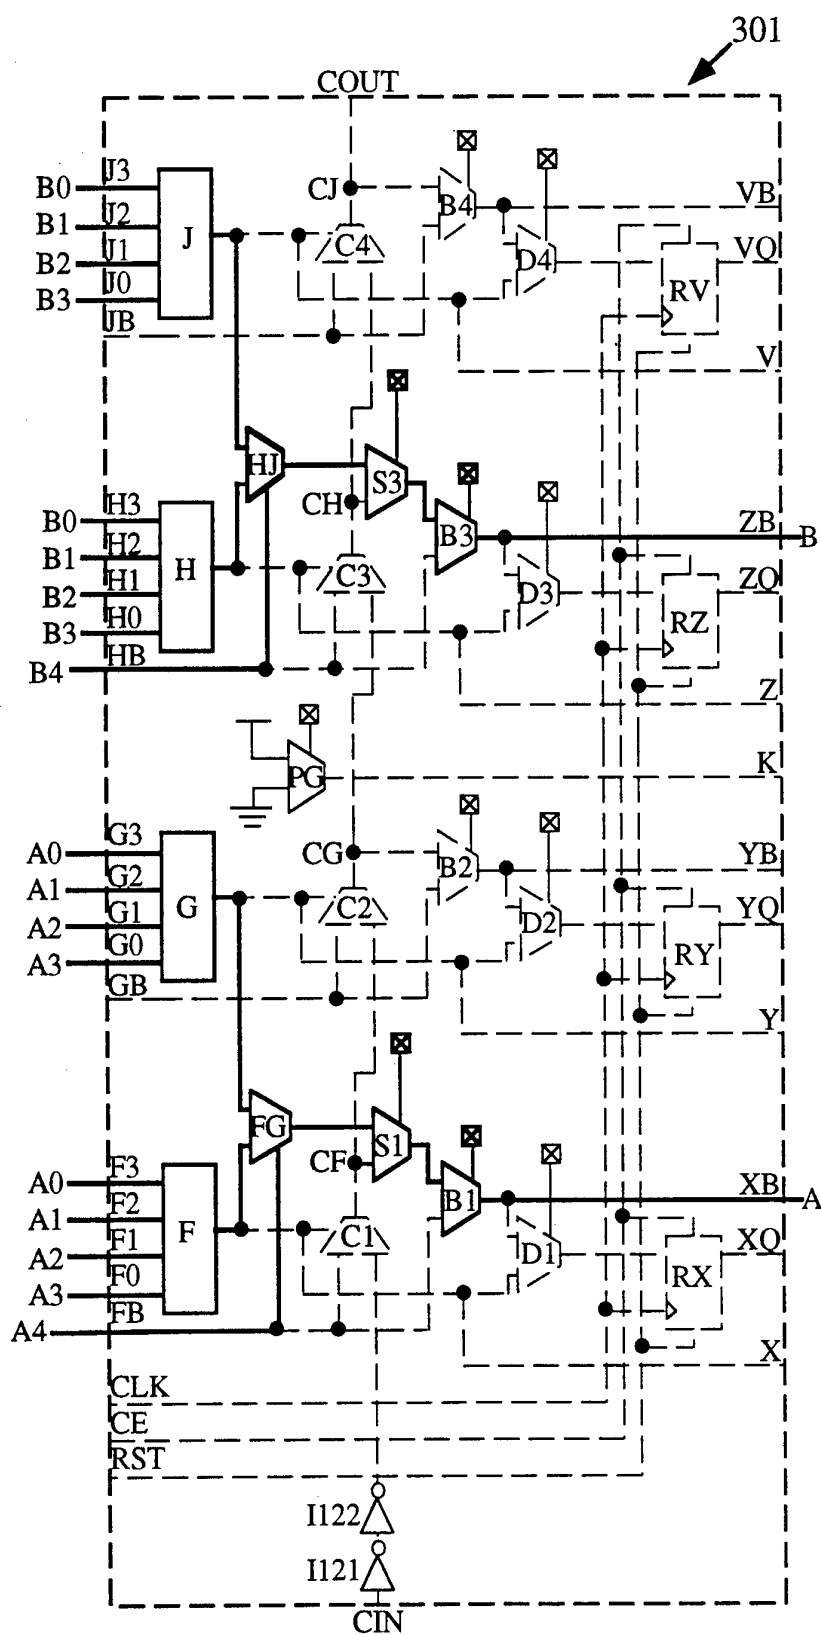 301
COUT
B0 J3
B1 J2
B2 J1
B3 J0
JB
J
CJ
C4
B4
D4
VB
VQ
RV
V
HJ
S3
CH
B3
ZB
B
B0 H3
B1 H2
B2 H1
B3 H0
B4 HB
H
C3
D3
ZQ
RZ
Z
PG
K
A0 G3
A1 G2
A2 G1
A3 G0
GB
G
CG
C2
B2
D2
YB
YQ
RY
Y
FG
S1
CF
B1
XB
A
A0 F3
A1 F2
A2 F1
A3 F0
A4 FB
F
C1
D1
XQ
RX
X
CLK
CE
RST
I122
I121
CIN